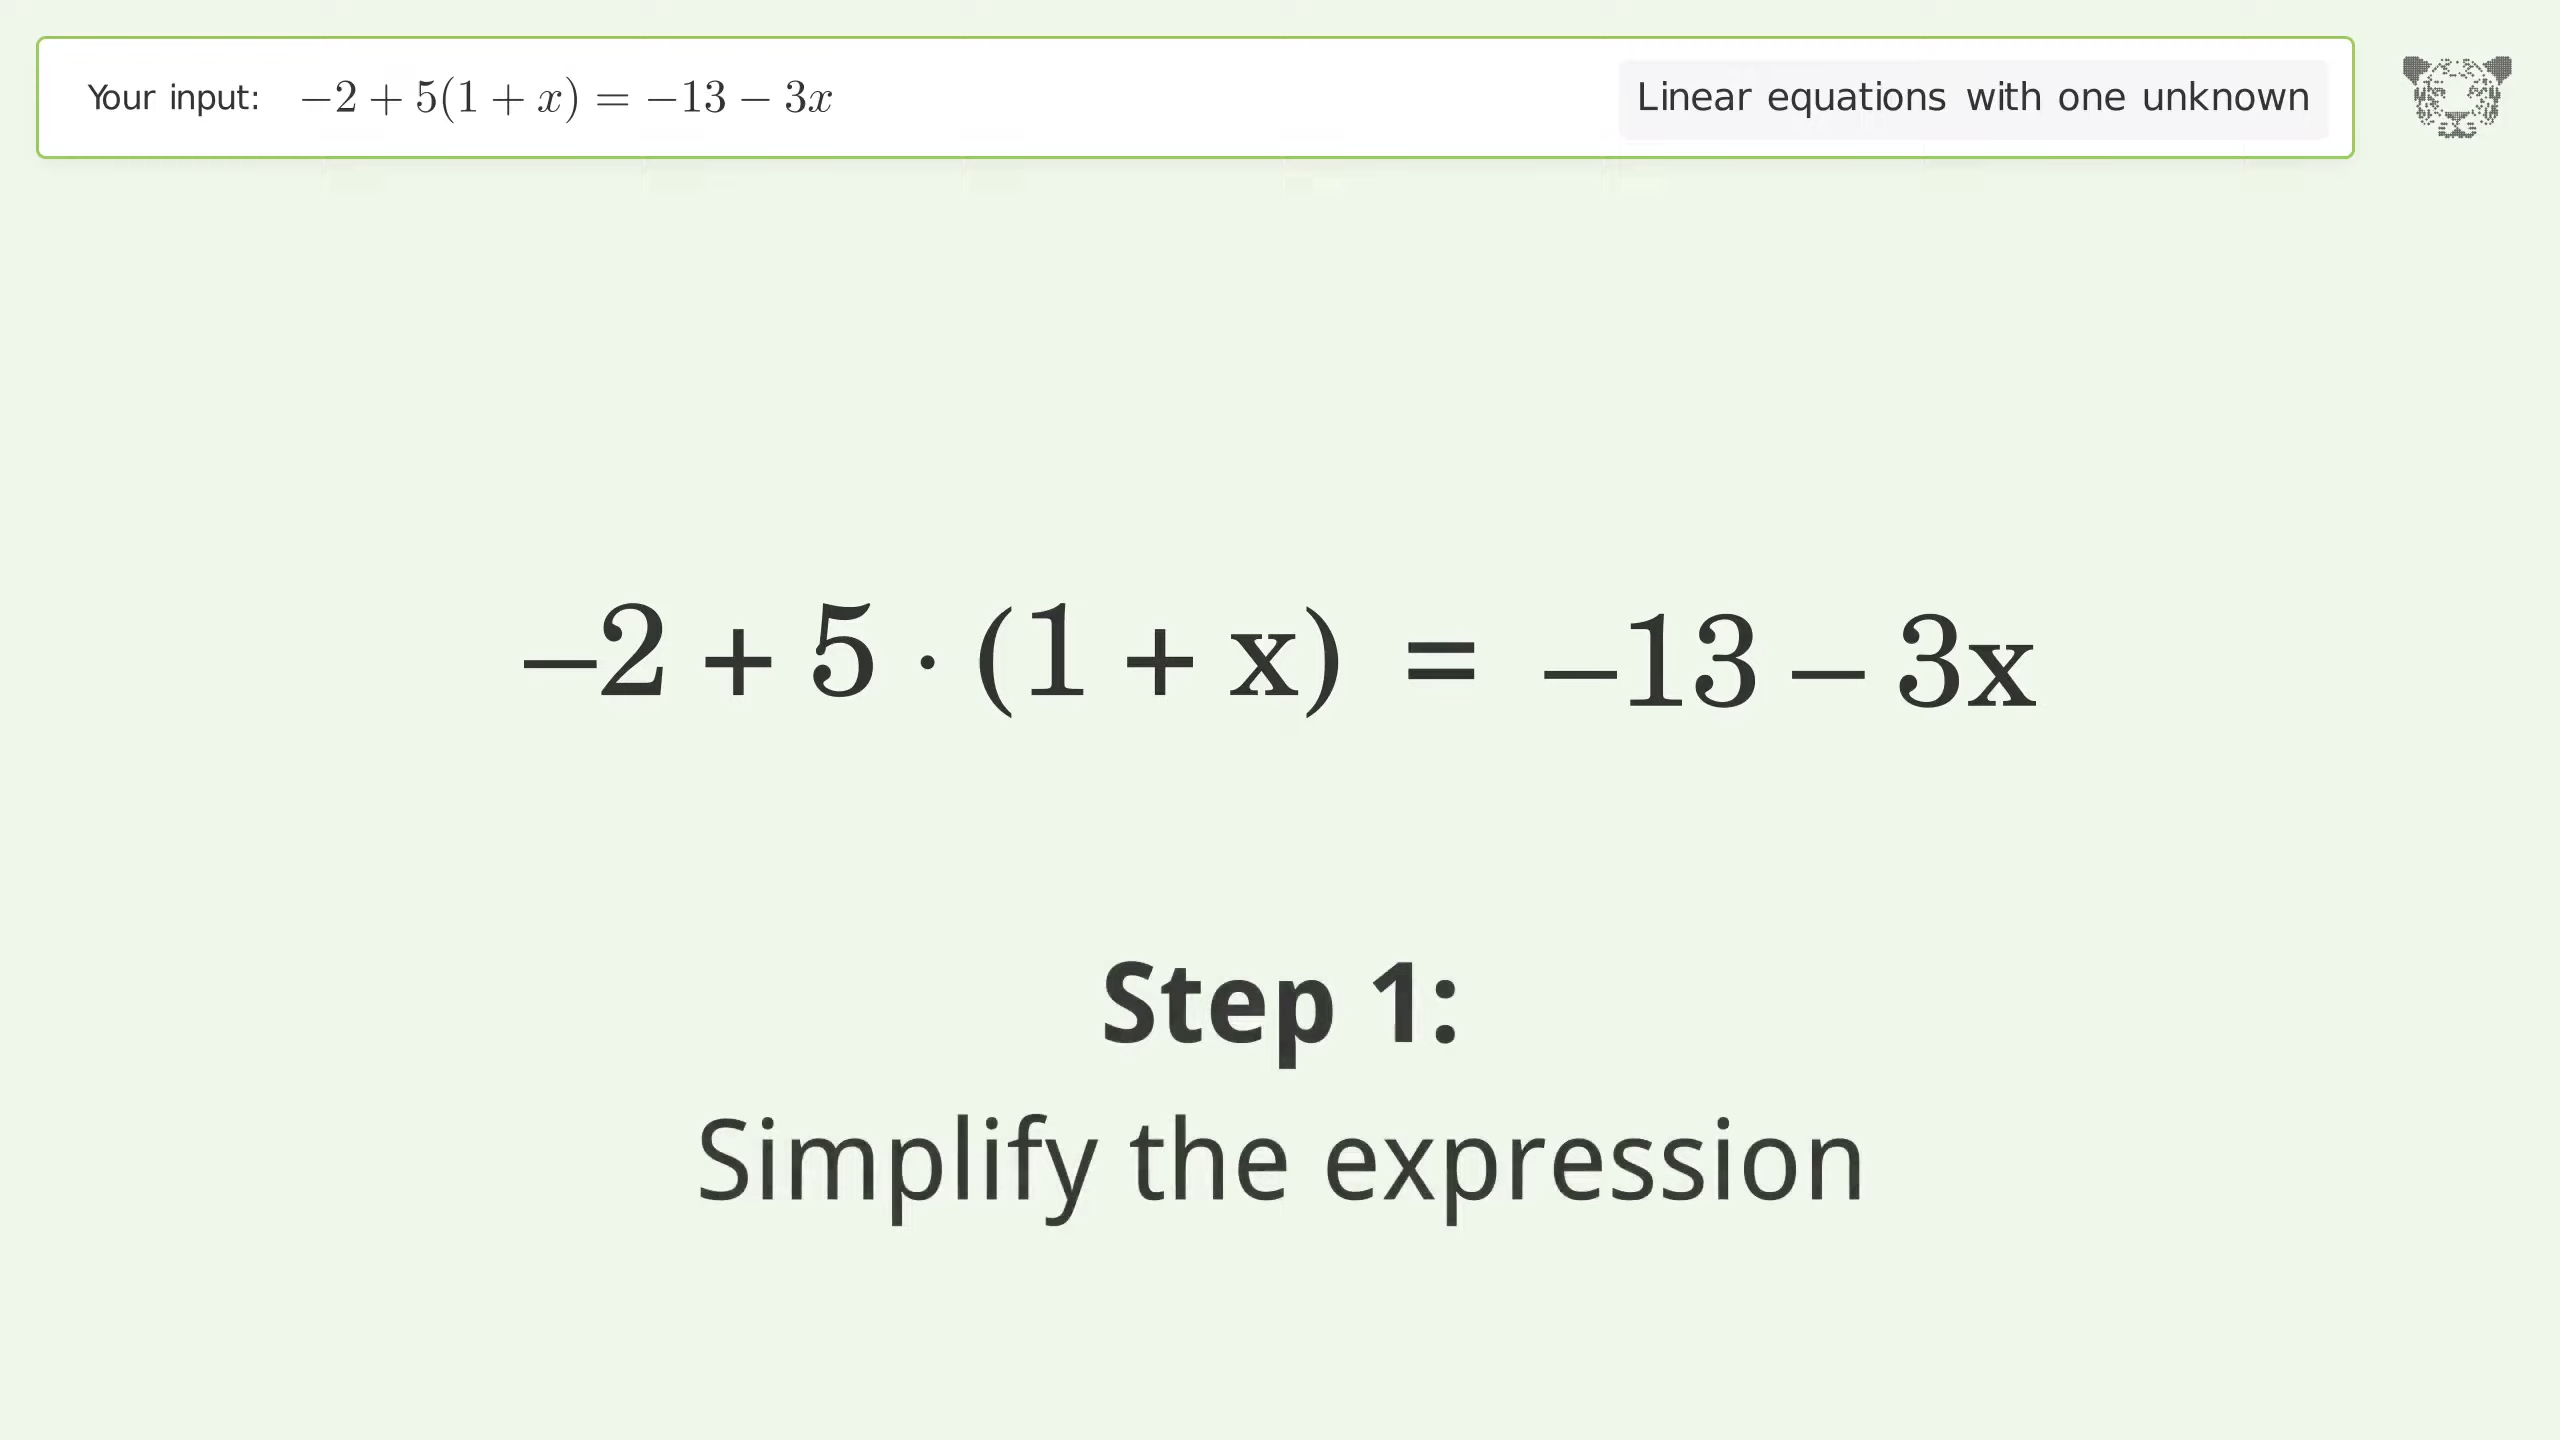 Your input: −2 + 5(1 + x) = −13 − 3x
Linear equations with one unknown
−2 + 5 · (1 + x) = −13 − 3x
Step 1:
Simplify the expression